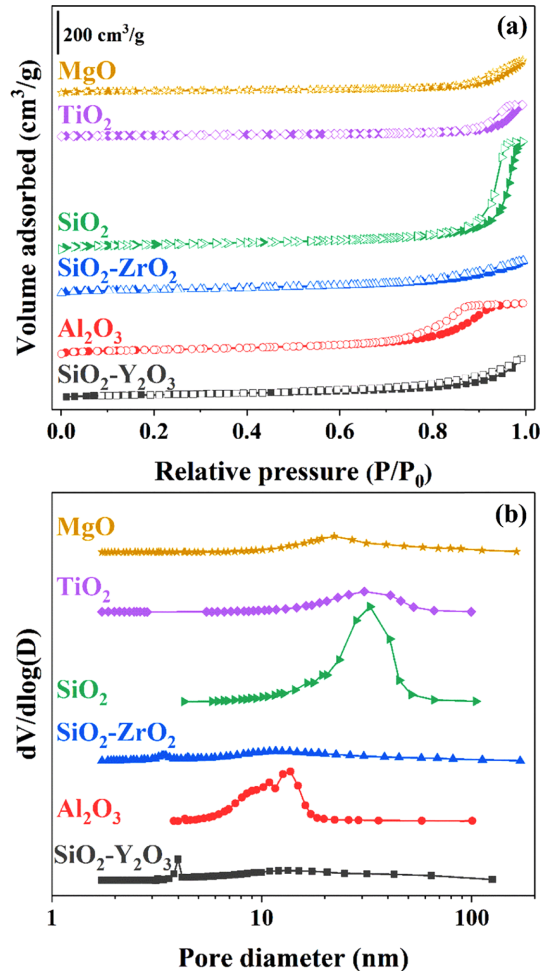 200 cm³/g
(a)
MgO
TiO₂
SiO₂
SiO₂-ZrO₂
Al₂O₃
SiO₂-Y₂O₃
Volume adsorbed (cm³/g)
0.0 0.2 0.4 0.6 0.8 1.0
Relative pressure (P/P₀)
(b)
MgO
TiO₂
SiO₂
SiO₂-ZrO₂
Al₂O₃
SiO₂-Y₂O₃
dV/dlog(D)
1 10 100
Pore diameter (nm)